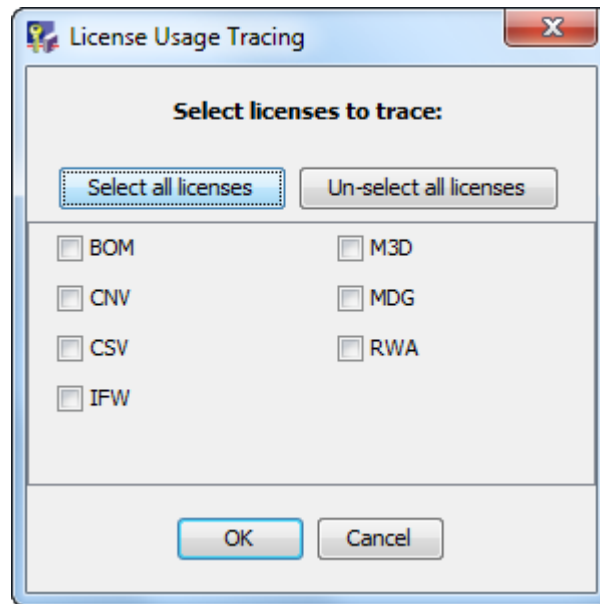 License Usage Tracing
Select licenses to trace:
Select all licenses Un-select all licenses
BOM M3D
CNV MDG
CSV RWA
IFW
OK Cancel